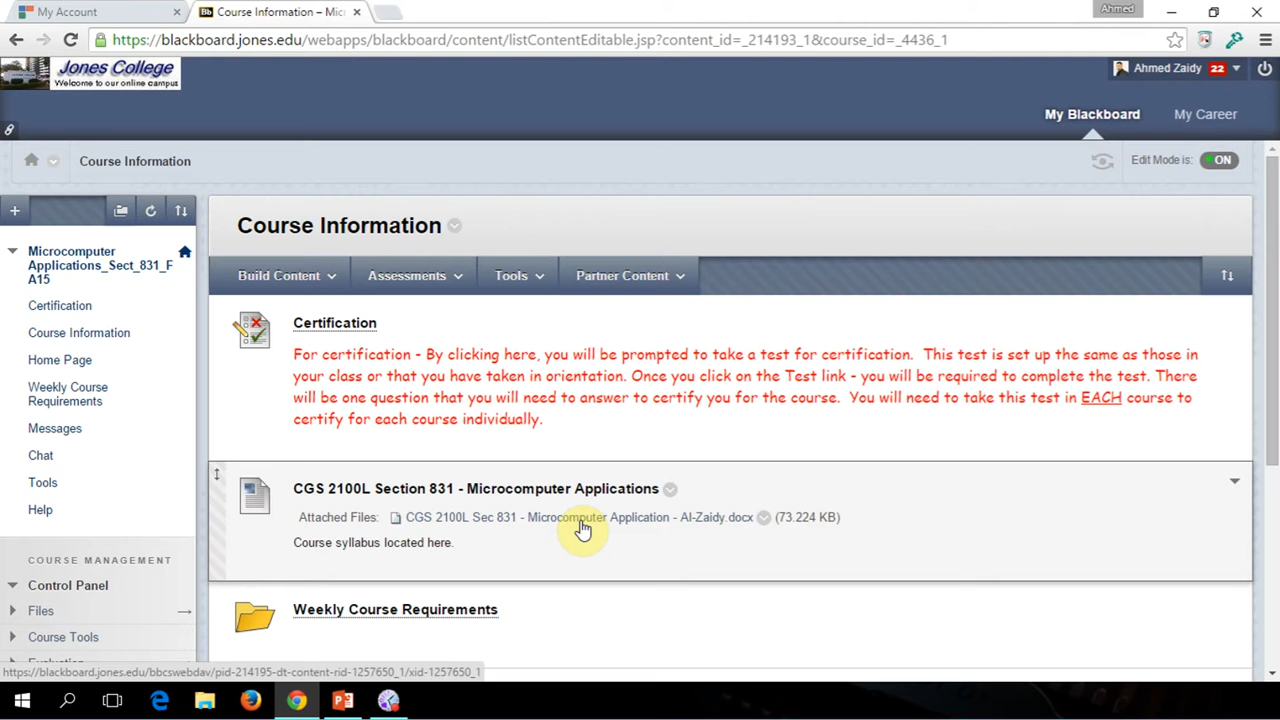 My Account
Course Information – Mic
Ahmed
https://blackboard.jones.edu/webapps/blackboard/content/listContentEditable.jsp?content_id=_214193_1&course_id=_4436_1
Jones College
Welcome to our online campus
Ahmed Zaidy 22
My Blackboard
My Career
Course Information
Edit Mode is: ON
Microcomputer
Applications_Sect_831_F
A15
Certification
Course Information
Home Page
Weekly Course
Requirements
Messages
Chat
Tools
Help
COURSE MANAGEMENT
Control Panel
Files
Course Tools
Course Information
Build Content
Assessments
Tools
Partner Content
Certification
For certification - By clicking here, you will be prompted to take a test for certification. This test is set up the same as those in
your class or that you have taken in orientation. Once you click on the Test link - you will be required to complete the test. There
will be one question that you will need to answer to certify you for the course. You will need to take this test in EACH course to
certify for each course individually.
CGS 2100L Section 831 - Microcomputer Applications
Attached Files: CGS 2100L Sec 831 - Microcomputer Application - Al-Zaidy.docx (73.224 KB)
Course syllabus located here.
Weekly Course Requirements
https://blackboard.jones.edu/bbcswebdav/pid-214195-dt-content-rid-1257650_1/xid-1257650_1